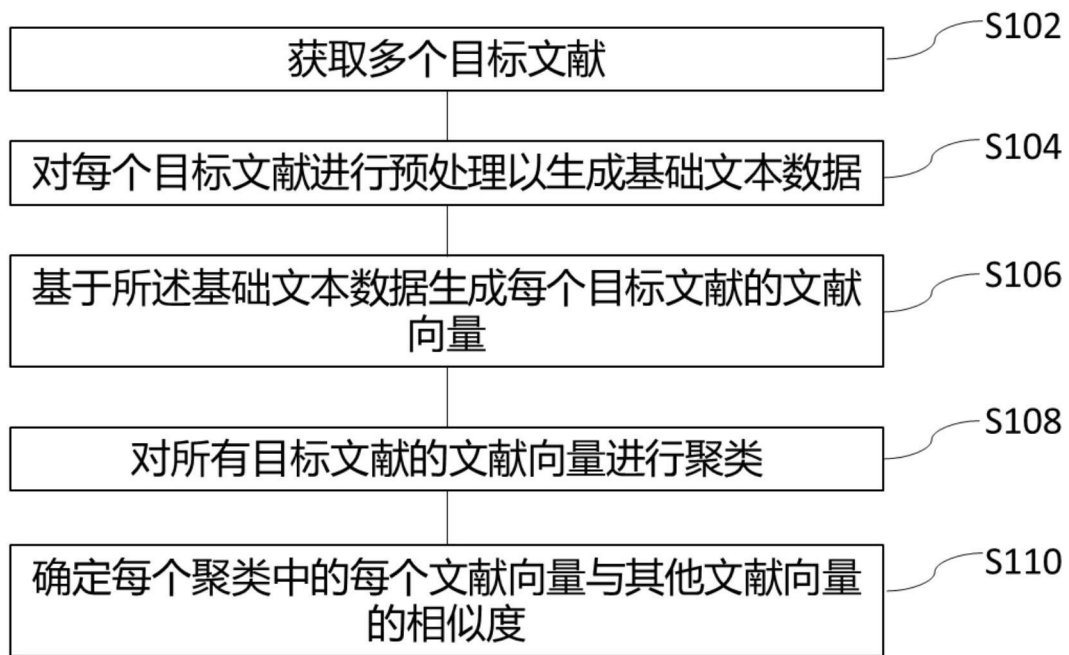 S102
获取多个目标文献
S104
对每个目标文献进行预处理以生成基础文本数据
S106
基于所述基础文本数据生成每个目标文献的文献
向量
S108
对所有目标文献的文献向量进行聚类
S110
确定每个聚类中的每个文献向量与其他文献向量
的相似度